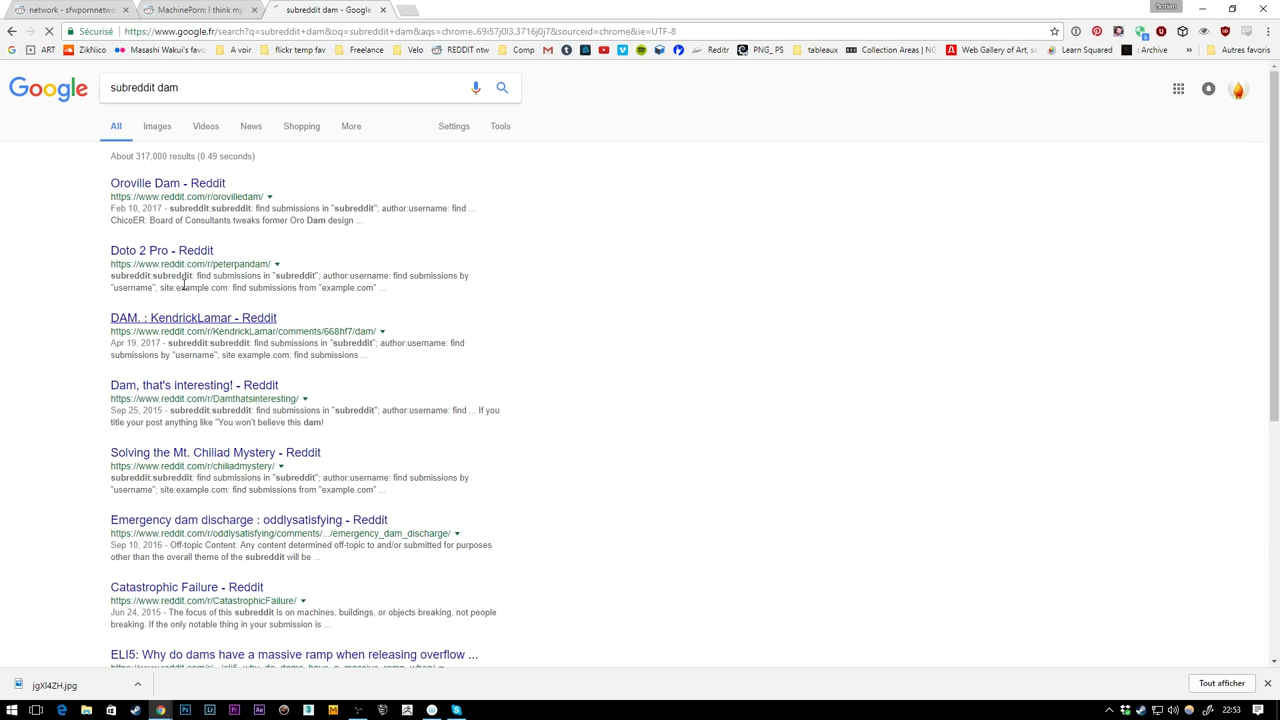 network - sfwpornnetwo
MachinePorn: I think my
subreddit dam - Google
florian
Sécurisé
https://www.google.fr/search?q=subreddit+dam&oq=subreddit+dam&aqs=chrome..69i57j0l3.3716j0j7&sourceid=chrome&ie=UTF-8
ART
ZikNico
Masashi Wukui's favo
A voir
flickr temp fav
Freelance
Velo
REDDIT ntw
Comp
Reditr
PNG_PS
tableaux
Collection Areas | NG
Web Gallery of Art, se
Learn Squared
: Archive
»
Autres favoris
Google
subreddit dam
All
Images
Videos
News
Shopping
More
Settings
Tools
About 317,000 results (0.49 seconds)
Oroville Dam - Reddit
https://www.reddit.com/r/orovilledam/
Feb 10, 2017 - subreddit:subreddit: find submissions in "subreddit"; author:username: find ...
ChicoER: Board of Consultants tweaks former Oro Dam design ...
Doto 2 Pro - Reddit
https://www.reddit.com/r/peterpandam/
subreddit:subreddit: find submissions in "subreddit"; author:username: find submissions by
"username"; site:example.com: find submissions from "example.com" ...
DAM. : KendrickLamar - Reddit
https://www.reddit.com/r/KendrickLamar/comments/668hf7/dam/
Apr 19, 2017 - subreddit:subreddit: find submissions in "subreddit"; author:username: find
submissions by "username"; site:example.com: find submissions ...
Dam, that's interesting! - Reddit
https://www.reddit.com/r/Damthatsinteresting/
Sep 25, 2015 - subreddit:subreddit: find submissions in "subreddit"; author:username: find ... If you
title your post anything like "You won't believe this dam!
Solving the Mt. Chiliad Mystery - Reddit
https://www.reddit.com/r/chiliadmystery/
subreddit:subreddit: find submissions in "subreddit"; author:username: find submissions by
"username"; site:example.com: find submissions from "example.com" ...
Emergency dam discharge : oddlysatisfying - Reddit
https://www.reddit.com/r/oddlysatisfying/comments/.../emergency_dam_discharge/
Sep 10, 2016 - Off-topic Content: Any content determined off-topic to and/or submitted for purposes
other than the overall theme of the subreddit will be ...
Catastrophic Failure - Reddit
https://www.reddit.com/r/CatastrophicFailure/
Jun 24, 2015 - The focus of this subreddit is on machines, buildings, or objects breaking, not people
breaking. If the only notable thing in your submission is ...
ELI5: Why do dams have a massive ramp when releasing overflow ...
https://www.reddit.com/r/.../eli5_why_do_dams_have_a_massive_ramp_when/
jgXl4ZH.jpg
Tout afficher
22:53